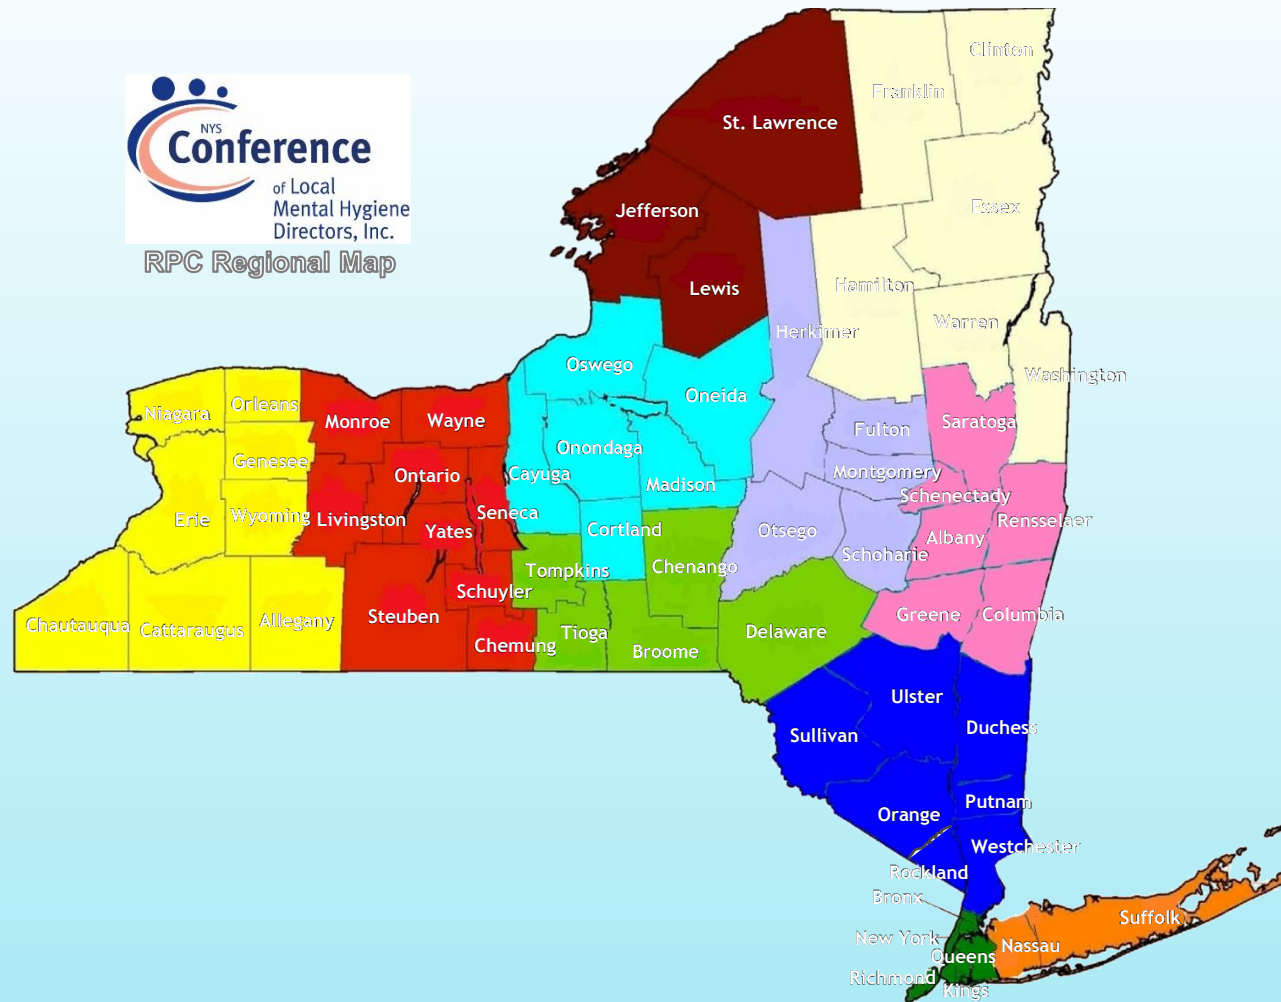 NYS
Conference
of Local
Mental Hygiene
Directors, Inc.
RPC Regional Map
Clinton
Franklin
St. Lawrence
Essex
Jefferson
Hamilton
Lewis
Warren
Herkimer
Oswego
Washington
Oneida
Niagara
Orleans
Monroe
Wayne
Saratoga
Fulton
Onondaga
Genesee
Ontario
Cayuga
Madison
Montgomery
Schenectady
Seneca
Erie
Wyoming
Livingston
Yates
Cortland
Otsego
Rensselaer
Albany
Schoharie
Tompkins
Chenango
Schuyler
Steuben
Greene
Columbia
Chautauqua
Cattaraugus
Allegany
Tioga
Delaware
Chemung
Broome
Ulster
Sullivan
Duchess
Putnam
Orange
Westchester
Rockland
Bronx
Suffolk
New York
Nassau
Queens
Richmond
Kings